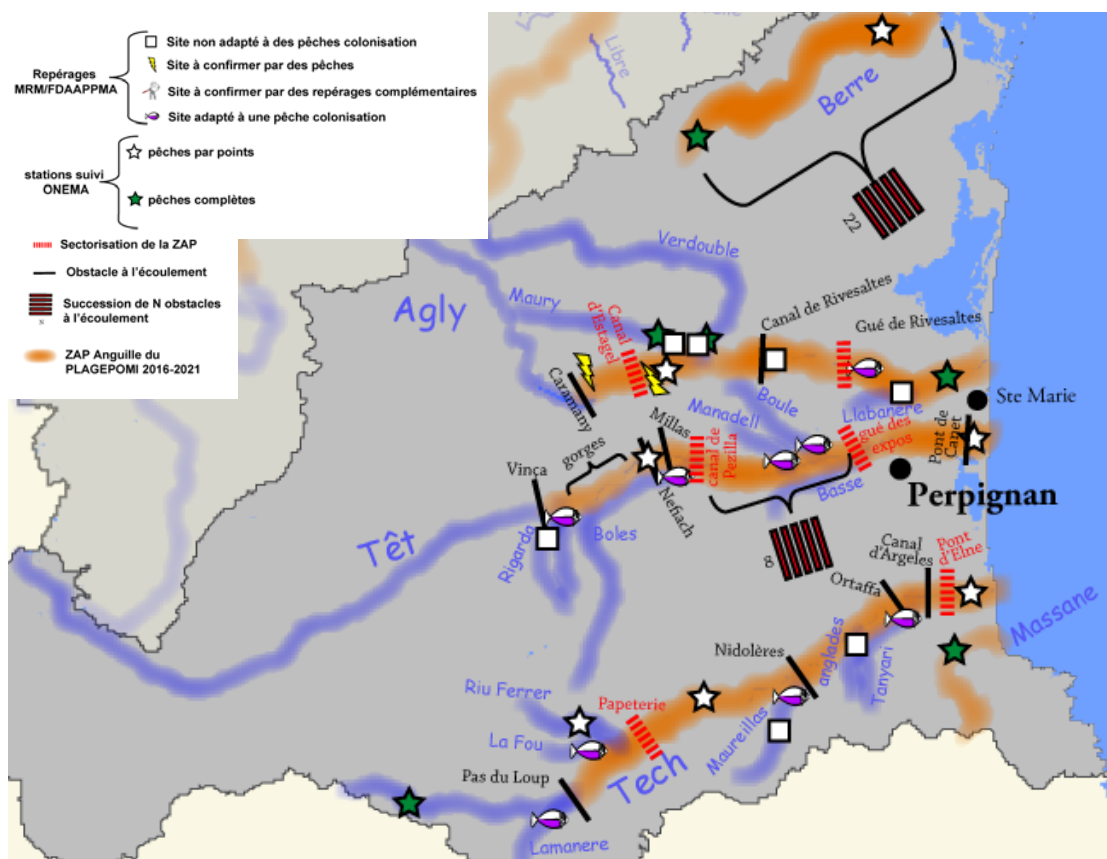 Site non adapté à des pêches colonisation
Repérages
MRM/FDAAPPMA
Site à confirmer par des pêches
Site à confirmer par des repérages complémentaires
Site adapté à une pêche colonisation
stations suivi
ONEMA
pêches par points
pêches complètes
Sectorisation de la ZAP
Obstacle à l'écoulement
Succession de N obstacles
à l'écoulement
N
ZAP Anguille du
PLAGEPOMI 2016-2021
Libre
Berre
22
Verdouble
Agly
Maury
Canal
d'Estagel
Canal de Rivesaltes
Gué de Rivesaltes
Caramany
Boule
Manadell
Llabanère
Ste Marie
Millas
canal de
Pezilla
gué des
expos
Pont de
Canet
gorges
Vinça
Néfiach
Basse
Perpignan
Têt
Rigarda
Boles
8
Canal
d'Argeles
Pont
d'Elne
Ortaffa
Massane
Nidolères
anglades
Tanyari
Riu Ferrer
Papeterie
La Fou
Maureillas
Pas du Loup
Tech
Lamanere